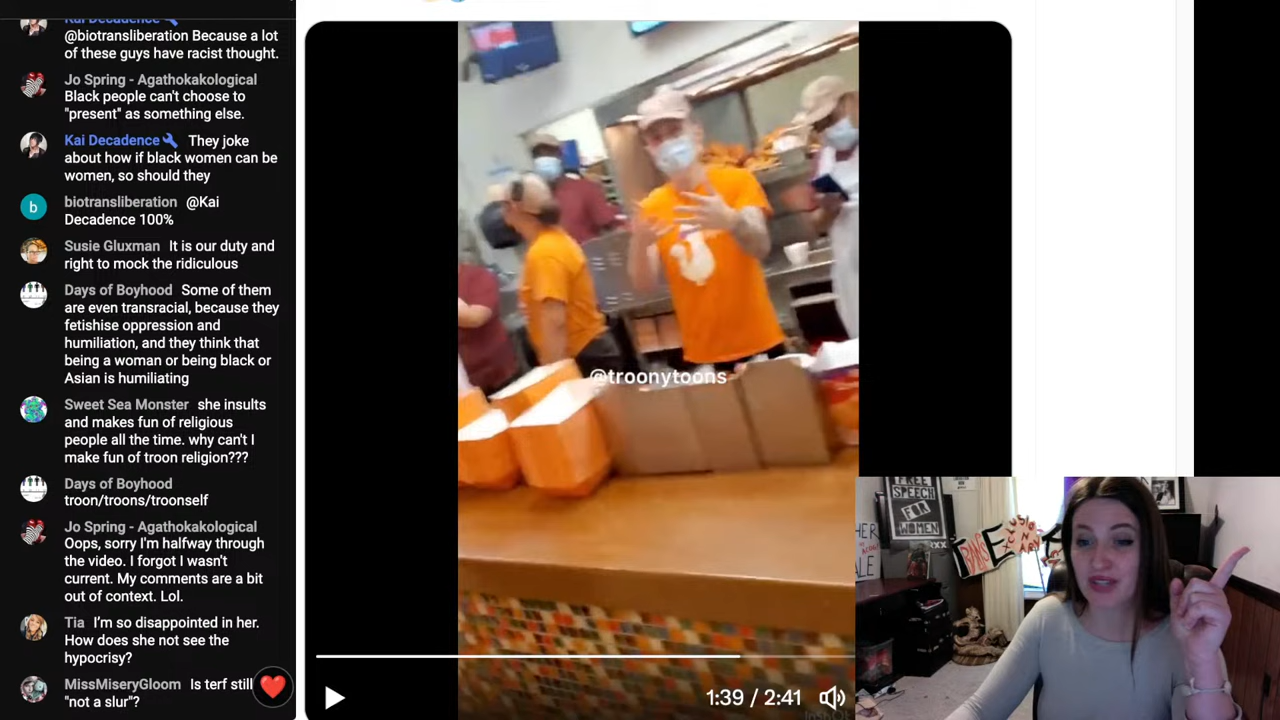 Kai Decadence
@biotransliberation Because a lot
of these guys have racist thought.
Jo Spring - Agathokakological
Black people can't choose to
"present" as something else.
Kai Decadence They joke
about how if black women can be
women, so should they
biotransliberation @Kai
Decadence 100%
Susie Gluxman It is our duty and
right to mock the ridiculous
Days of Boyhood Some of them
are even transracial, because they
fetishise oppression and
humiliation, and they think that
being a woman or being black or
Asian is humiliating
Sweet Sea Monster she insults
and makes fun of religious
people all the time. why can't I
make fun of troon religion???
Days of Boyhood
troon/troons/troonself
Jo Spring - Agathokakological
Oops, sorry I'm halfway through
the video. I forgot I wasn't
current. My comments are a bit
out of context. Lol.
Tia I'm so disappointed in her.
How does she not see the
hypocrisy?
MissMiseryGloom Is terf still
"not a slur"?
b
@troonytoons
1:39 / 2:41
FREE
SPEECH
FOR
WOMEN